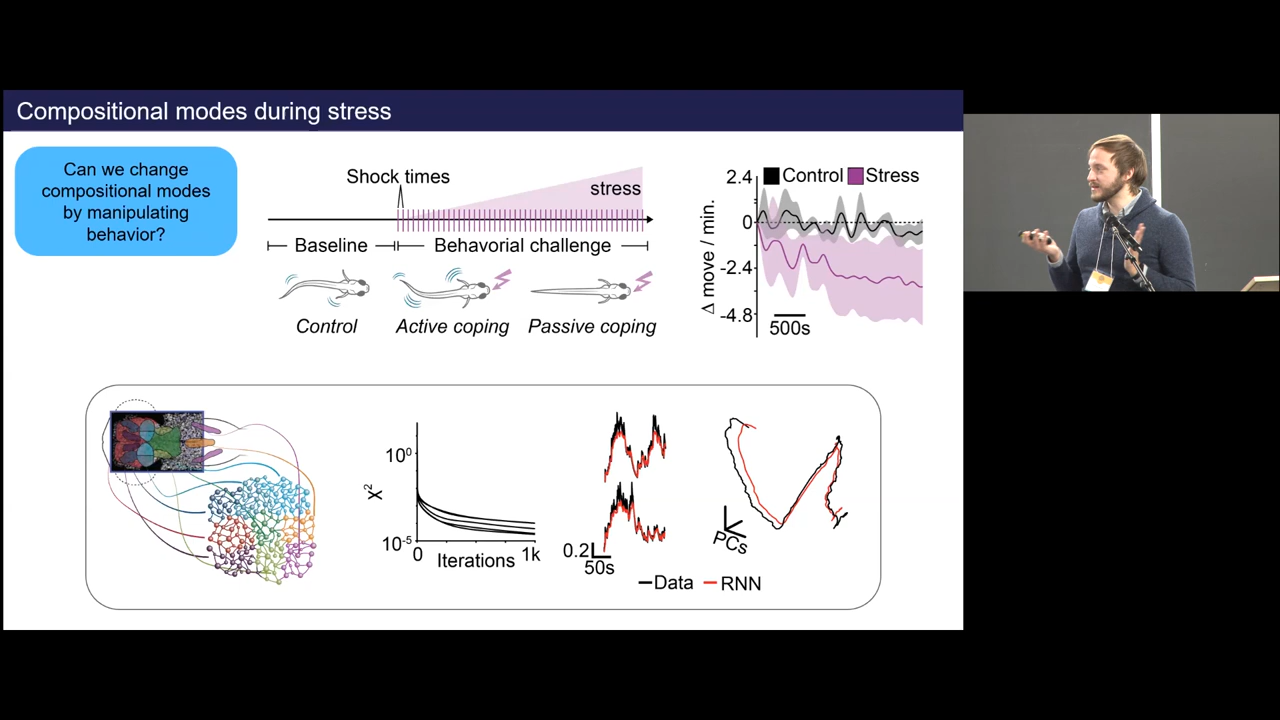 Compositional modes during stress
Can we change
compositional modes
by manipulating
behavior?
Shock times
stress
Baseline
Behavorial challenge
Control
Active coping
Passive coping
Control
Stress
Δ move / min.
2.4
0
-2.4
-4.8
500s
χ²
10⁰
10⁻⁵
0
Iterations
1k
0.2
50s
PCs
Data
RNN